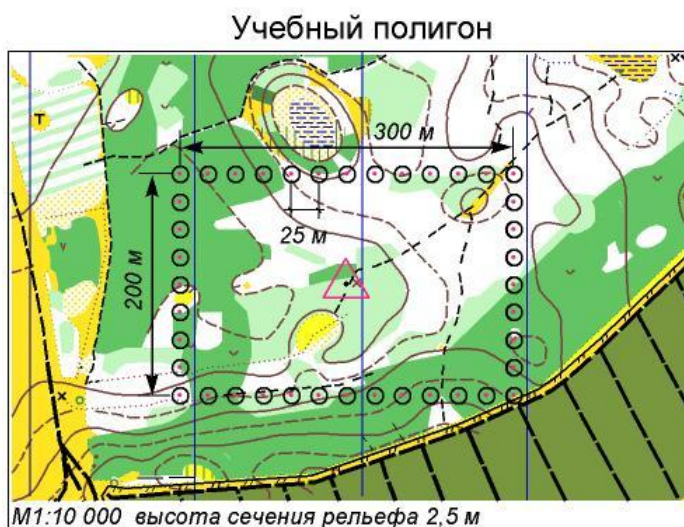 Учебный полигон
300 м
25 м
200 м
М1:10 000 высота сечения рельефа 2,5 м